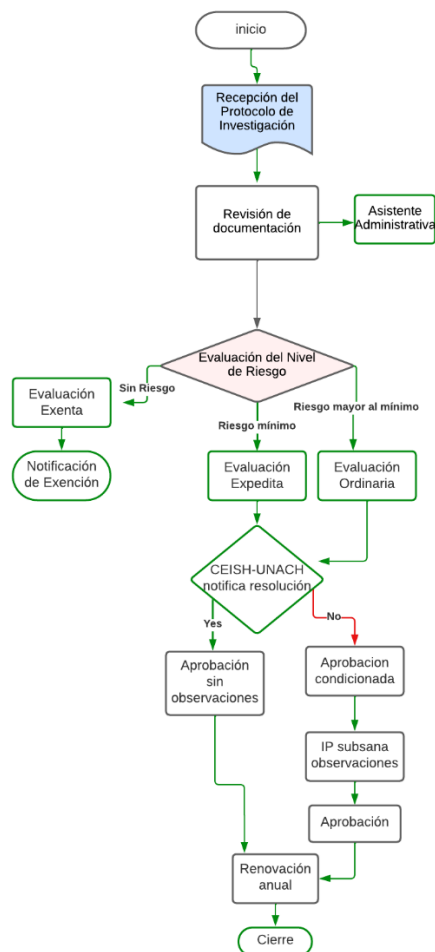 inicio
Recepción del
Protocolo de
Investigación
Revisión de
documentación
Asistente
Administrativa
Evaluación del Nivel
de Riesgo
Sin Riesgo
Riesgo mínimo
Riesgo mayor al mínimo
Evaluación
Exenta
Notificación
de Exención
Evaluación
Expedita
Evaluación
Ordinaria
CEISH-UNACH
notifica resolución
Yes
No
Aprobación
sin
observaciones
Aprobacion
condicionada
IP subsana
observaciones
Aprobación
Renovación
anual
Cierre